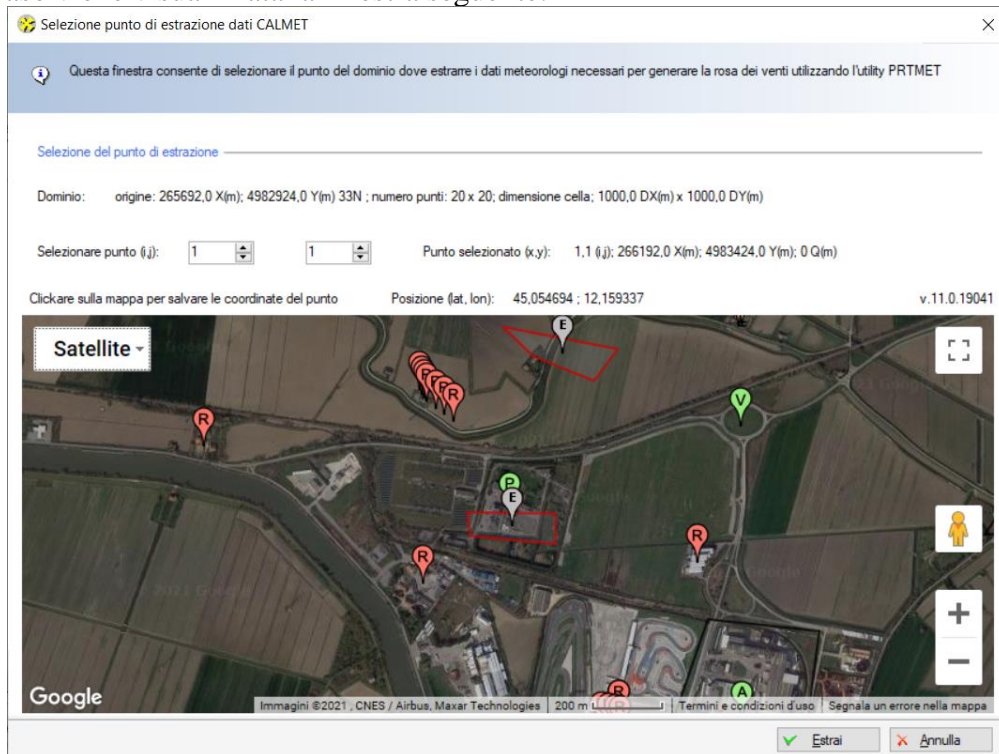 Selezione punto di estrazione dati CALMET
Questa finestra consente di selezionare il punto del dominio dove estrarre i dati meteorologi necessari per generare la rosa dei venti utilizzando l'utility PRTMET
Selezione del punto di estrazione
Dominio: origine: 265692,0 X(m); 4982924,0 Y(m) 33N ; numero punti: 20 x 20; dimensione cella; 1000,0 DX(m) x 1000,0 DY(m)
Selezionare punto (i,j): 1 1 Punto selezionato (x,y): 1,1 (i,j); 266192,0 X(m); 4983424,0 Y(m); 0 Q(m)
Clickare sulla mappa per salvare le coordinate del punto Posizione (lat, lon): 45,054694 ; 12,159337 v.11.0.19041
E
Satellite
R
R
V
R
P
E
R
R
R
A
Google
Immagini ©2021 , CNES / Airbus, Maxar Technologies 200 m Termini e condizioni d'uso Segnala un errore nella mappa
Estrai Annulla